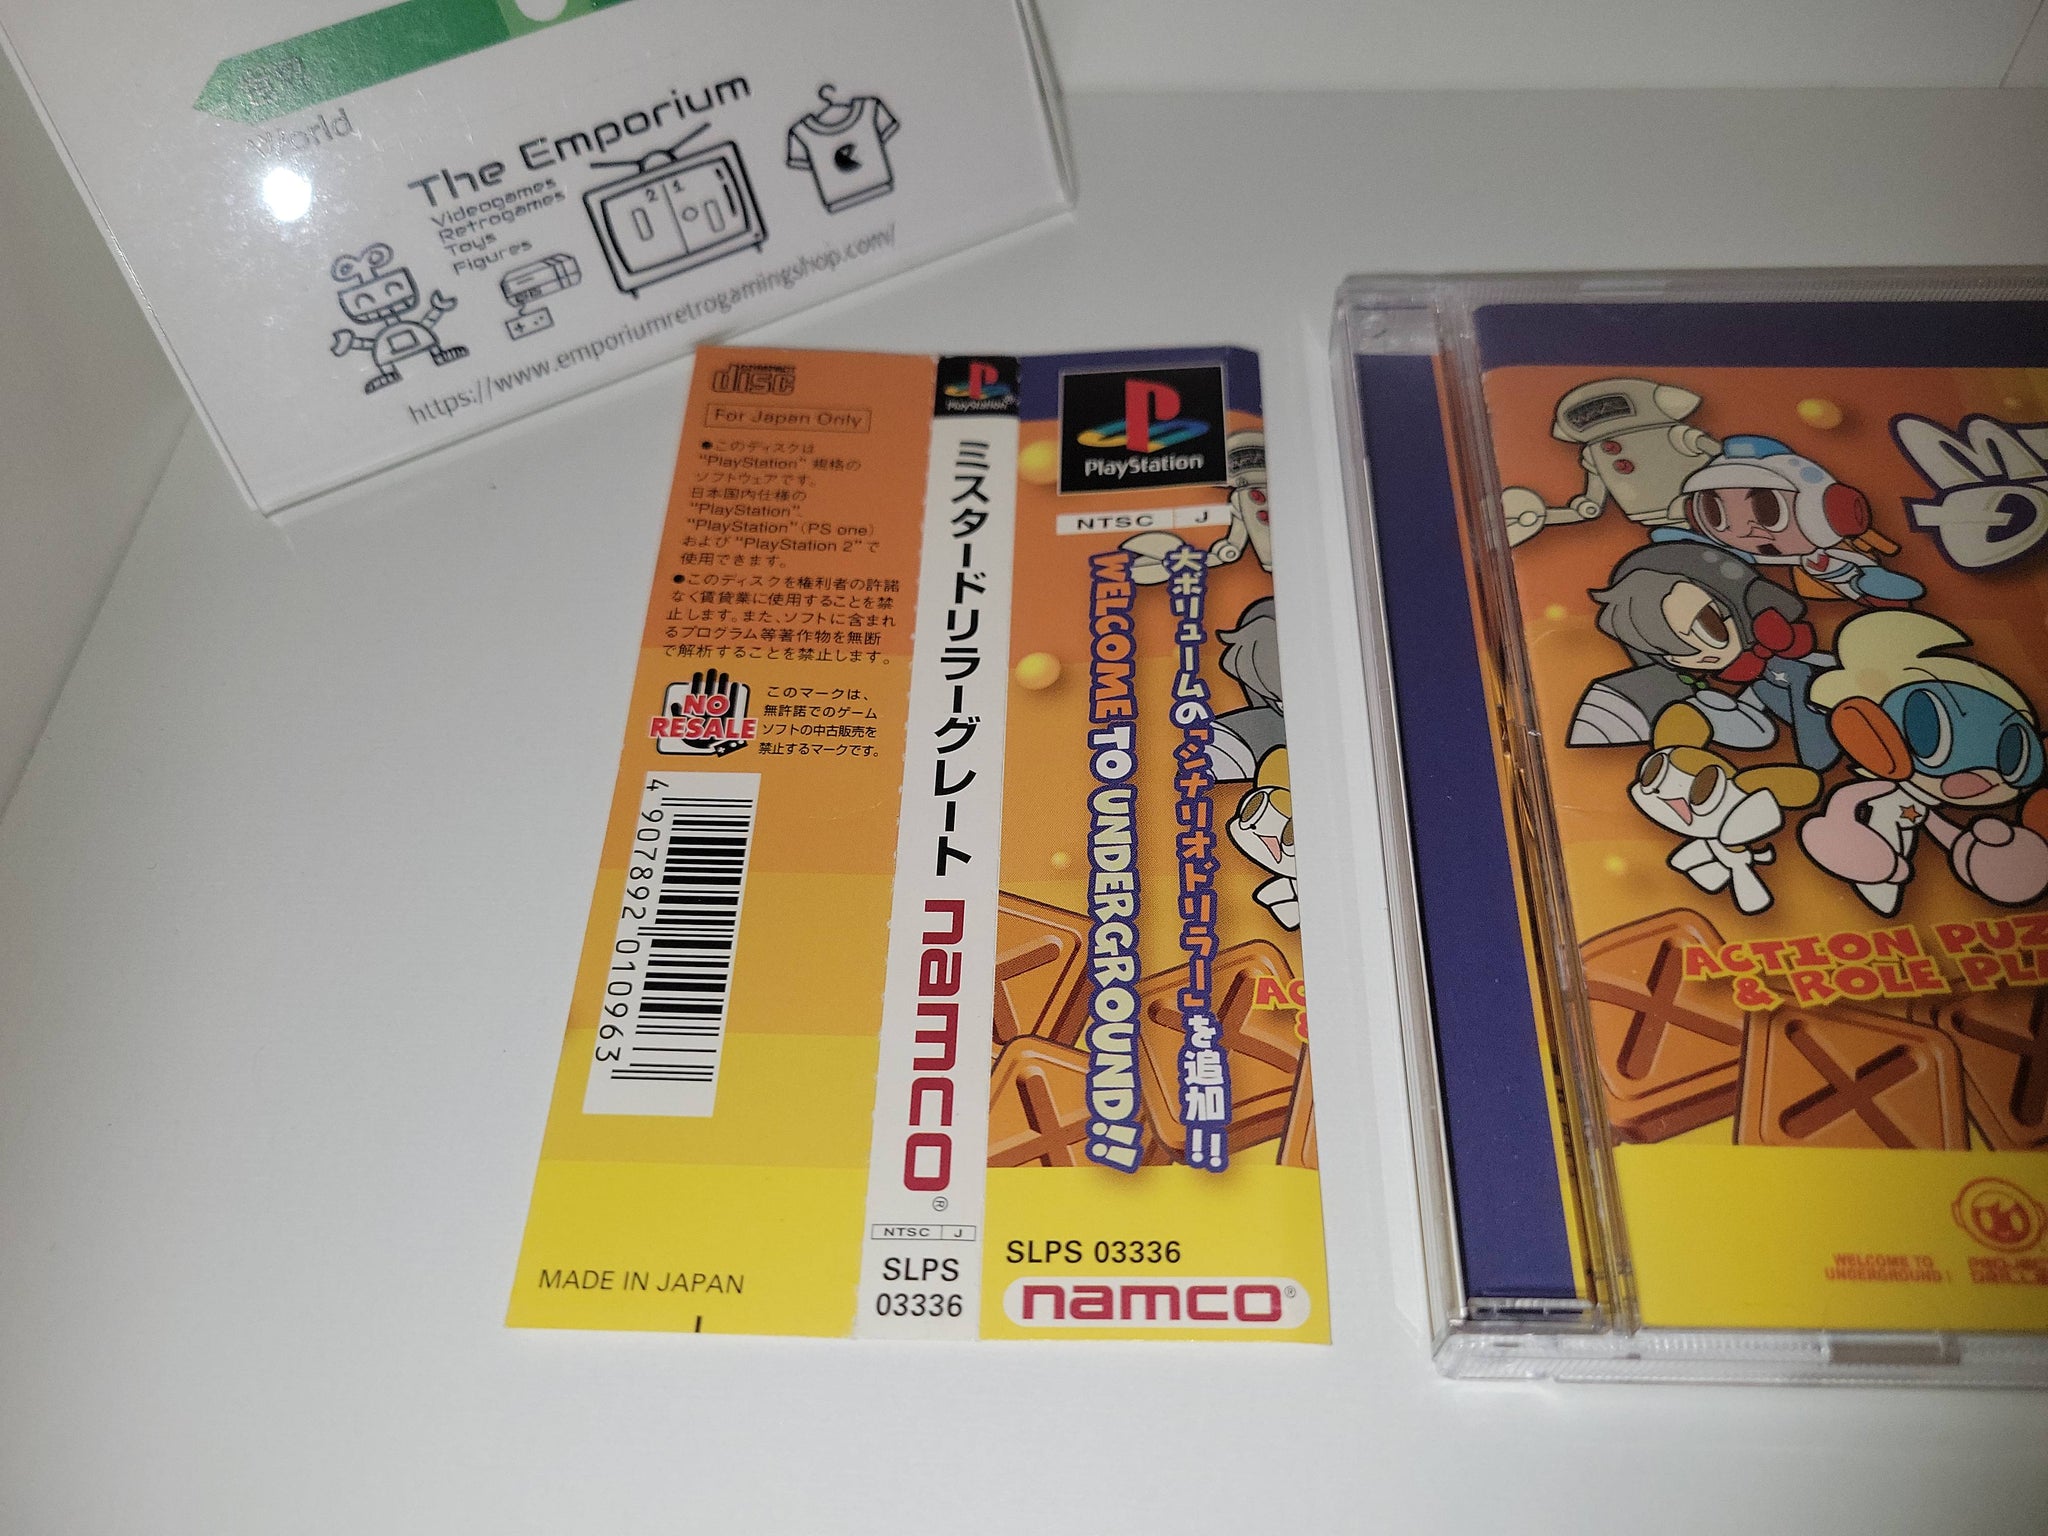 World
The Emporium
Videogames
Retrogames
Toys
Figures
2 1
https://www.emporiumretrogamingshop.com/
COMPACT
disc
For Japan Only
●このディスクは
"PlayStation" 規格の
ソフトウェアです。
日本国内仕様の
"PlayStation"、
"PlayStation"(PS one)
および "PlayStation 2" で
使用できます。
●このディスクを権利者の許諾
なく賃貸業に使用することを禁
止します。また、ソフトに含まれ
るプログラム等著作物を無断
で解析することを禁止します。
NO
RESALE
このマークは、
無許諾でのゲーム
ソフトの中古販売を
禁止するマークです。
4 907892 010963
MADE IN JAPAN
PlayStation
ミスタードリラーグレート
namco®
NTSC J
SLPS
03336
PlayStation
NTSC J
大ボリュームの「シナリオドリラー」を追加!!
WELCOME TO UNDERGROUND!!
AC
SLPS 03336
namco®
ACTION PUZ
& ROLE PLA
WELCOME TO
UNDERGROUND!